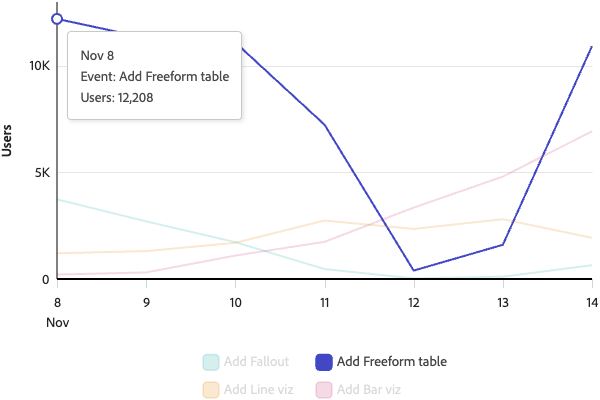 10K
Nov 8
Event: Add Freeform table
Users: 12,208
Users
5K
0
8 9 10 11 12 13 14
Nov
Add Fallout Add Freeform table
Add Line viz Add Bar viz